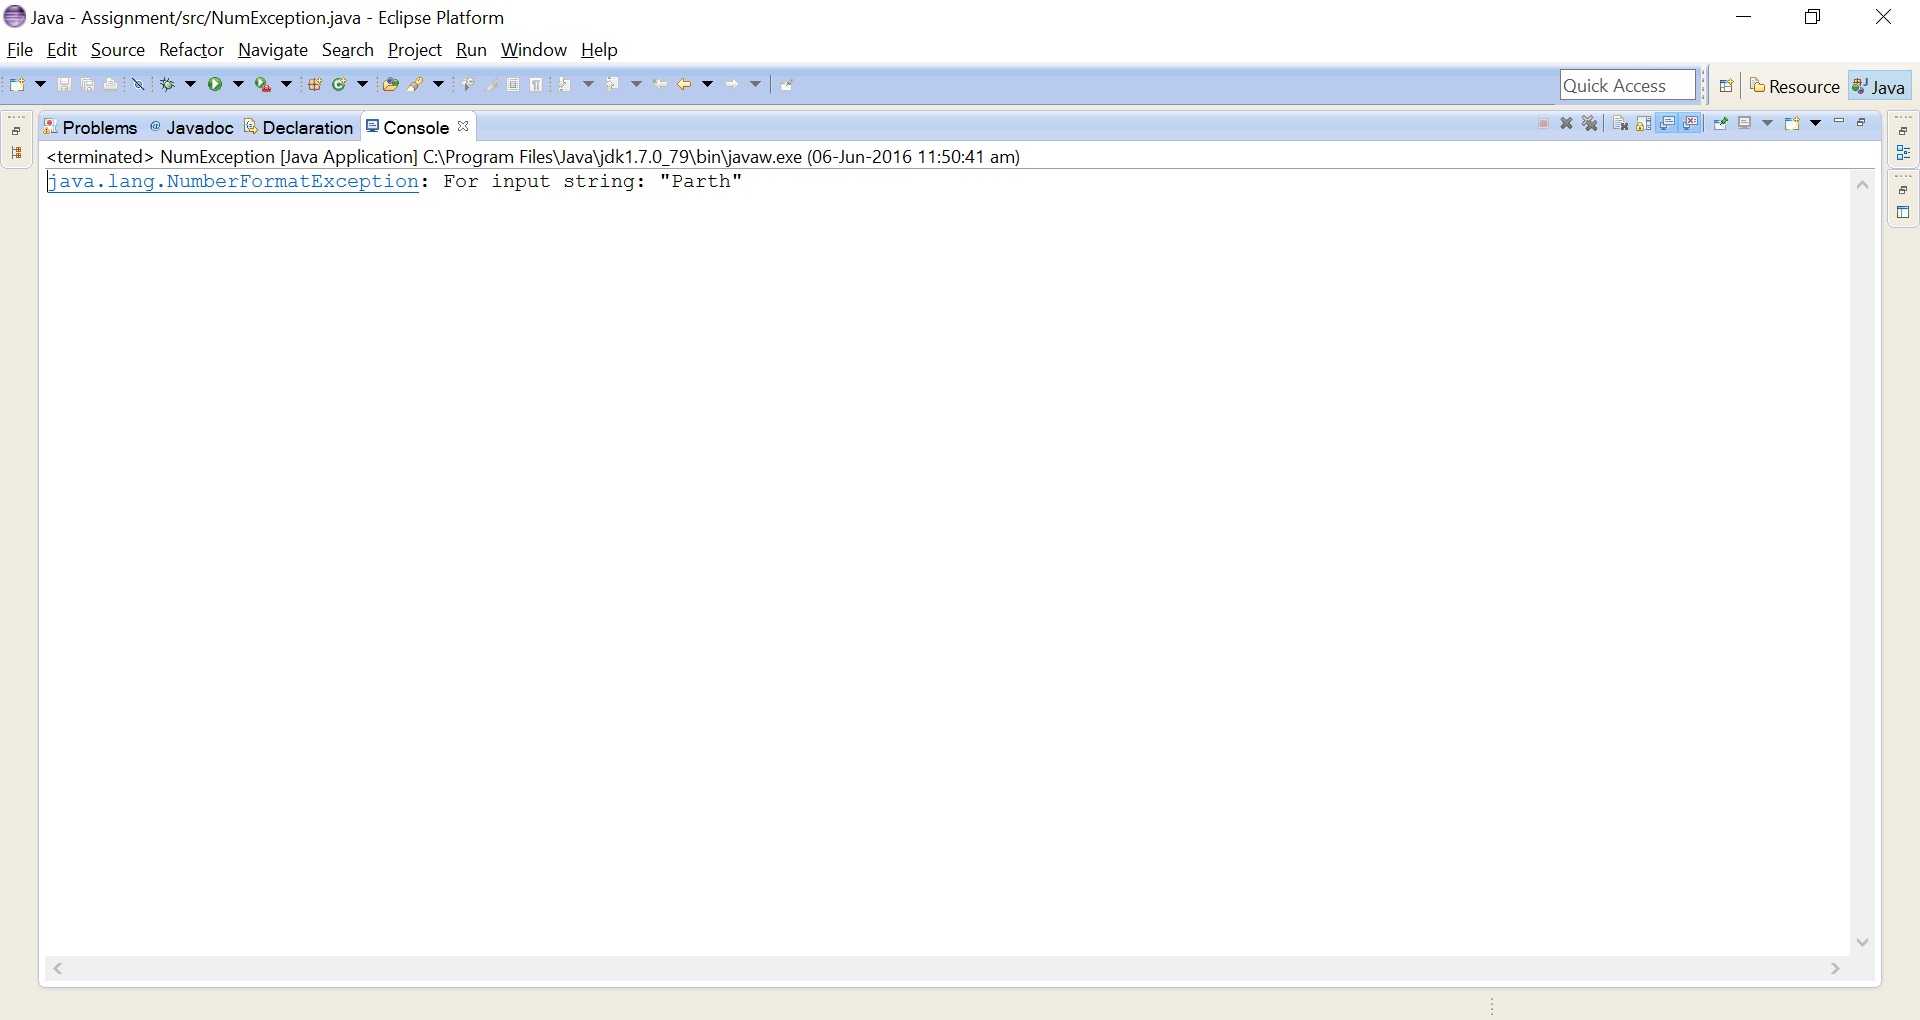 Java - Assignment/src/NumException.java - Eclipse Platform
File Edit Source Refactor Navigate Search Project Run Window Help
Quick Access Resource Java
Problems @ Javadoc Declaration Console
<terminated> NumException [Java Application] C:\Program Files\Java\jdk1.7.0_79\bin\javaw.exe (06-Jun-2016 11:50:41 am)
java.lang.NumberFormatException: For input string: "Parth"